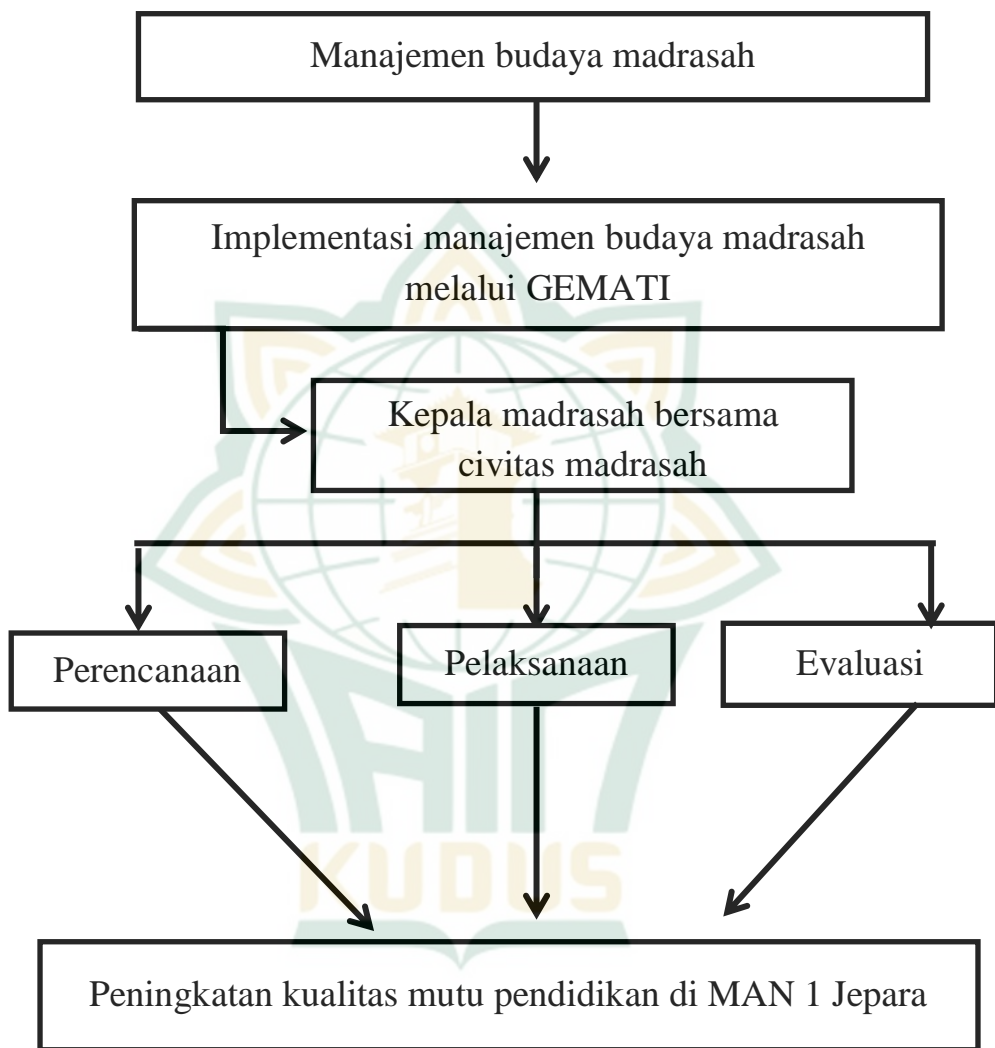 Manajemen budaya madrasah
Implementasi manajemen budaya madrasah
melalui GEMATI
Kepala madrasah bersama
civitas madrasah
Perencanaan
Pelaksanaan
Evaluasi
IAIN
KUDUS
Peningkatan kualitas mutu pendidikan di MAN 1 Jepara